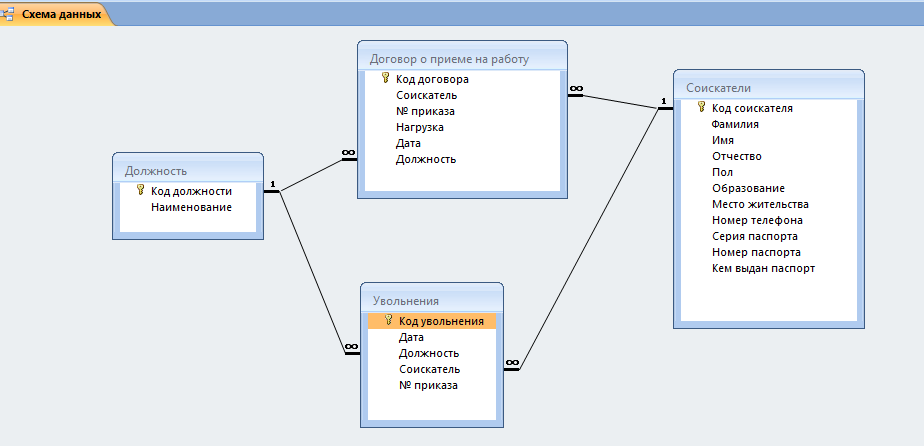 Схема данных
Договор о приеме на работу
Код договора
Соискатель
№ приказа
Нагрузка
Дата
Должность
Соискатели
Код соискателя
Фамилия
Имя
Отчество
Пол
Образование
Место жительства
Номер телефона
Серия паспорта
Номер паспорта
Кем выдан паспорт
Должность
Код должности
Наименование
Увольнения
Код увольнения
Дата
Должность
Соискатель
№ приказа
∞
1
∞
1
∞
∞